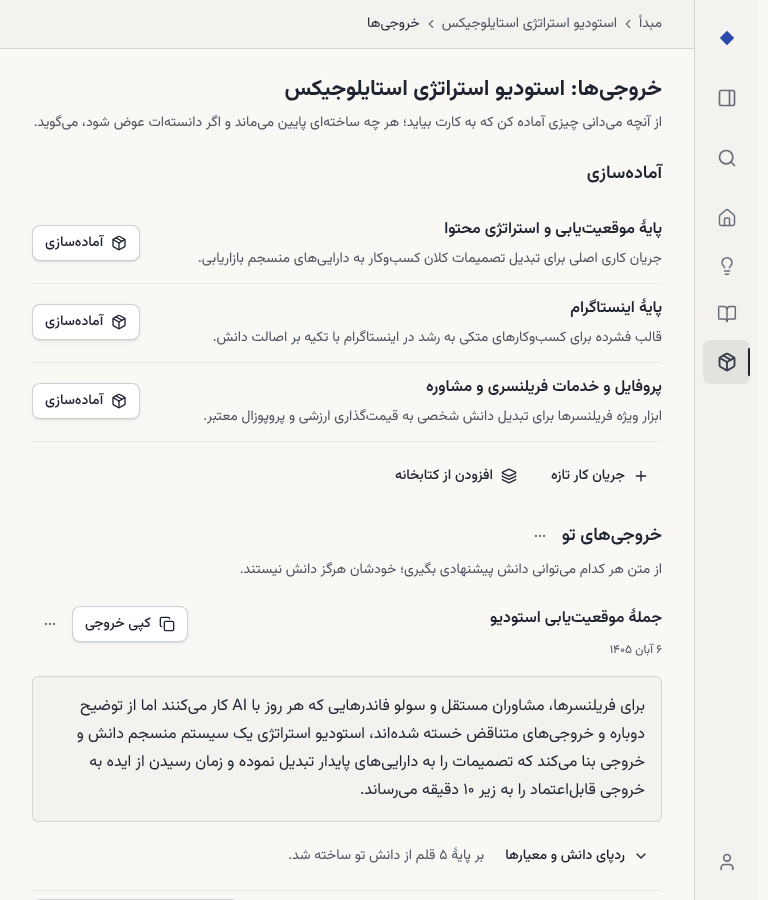 مبدأ › استودیو استراتژی استایلوجیکس › خروجی‌ها
خروجی‌ها: استودیو استراتژی استایلوجیکس
از آنچه می‌دانی چیزی آماده کن که به کارت بیاید؛ هر چه ساخته‌ای پایین می‌ماند و اگر دانسته‌ات عوض شود، می‌گوید.
آماده‌سازی
پایهٔ موقعیت‌یابی و استراتژی محتوا
جریان کاری اصلی برای تبدیل تصمیمات کلان کسب‌وکار به دارایی‌های منسجم بازاریابی.
آماده‌سازی
پایهٔ اینستاگرام
قالب فشرده برای کسب‌وکارهای متکی به رشد در اینستاگرام با تکیه بر اصالت دانش.
آماده‌سازی
پروفایل و خدمات فریلنسری و مشاوره
ابزار ویژه فریلنسرها برای تبدیل دانش شخصی به قیمت‌گذاری ارزشی و پروپوزال معتبر.
آماده‌سازی
جریان کار تازه
افزودن از کتابخانه
خروجی‌های تو
از متن هر کدام می‌توانی دانش پیشنهادی بگیری؛ خودشان هرگز دانش نیستند.
جملهٔ موقعیت‌یابی استودیو
۶ آبان ۱۴۰۵
کپی خروجی
برای فریلنسرها، مشاوران مستقل و سولو فاندرهایی که هر روز با AI کار می‌کنند اما از توضیح
دوباره و خروجی‌های متناقض خسته شده‌اند، استودیو استراتژی یک سیستم منسجم دانش و
خروجی بنا می‌کند که تصمیمات را به دارایی‌های پایدار تبدیل نموده و زمان رسیدن از ایده به
خروجی قابل‌اعتماد را به زیر ۱۰ دقیقه می‌رساند.
ردپای دانش و معیارها
بر پایهٔ ۵ قلم از دانش تو ساخته شد.